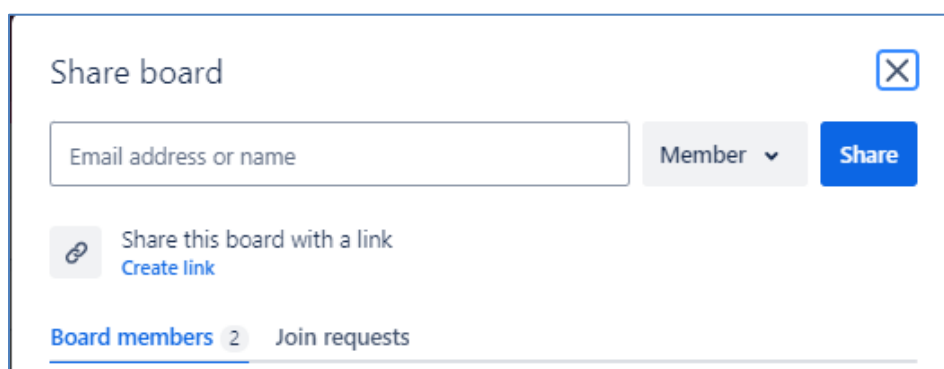 Share board
Email address or name
Member
Share
Share this board with a link
Create link
Board members 2
Join requests